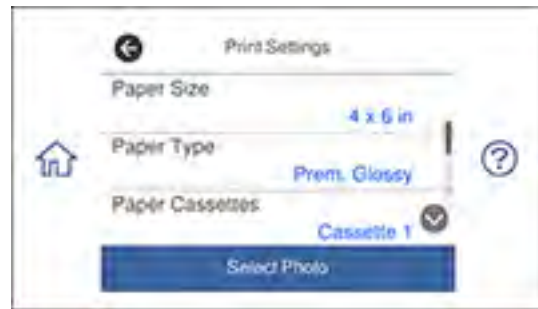 Print Settings
Paper Size
4 x 6 in
Paper Type
Prem. Glossy
Paper Cassettes
Cassette 1
Select Photo
?